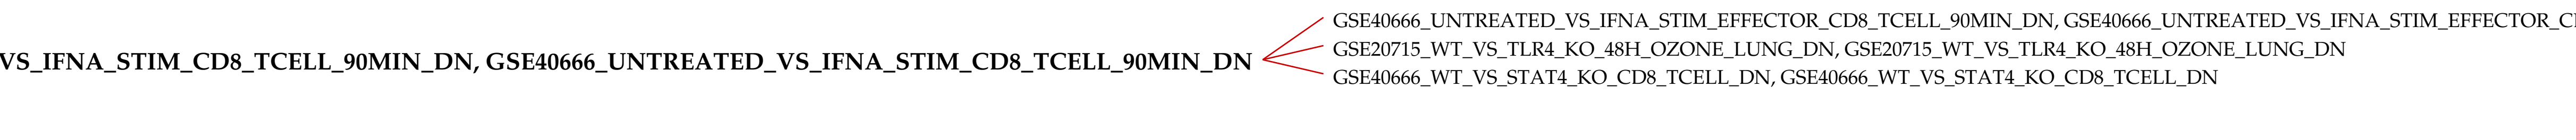 VS_IFNA_STIM_CD8_TCELL_90MIN_DN, GSE40666_UNTREATED_VS_IFNA_STIM_CD8_TCELL_90MIN_DN
GSE40666_UNTREATED_VS_IFNA_STIM_EFFECTOR_CD8_TCELL_90MIN_DN, GSE40666_UNTREATED_VS_IFNA_STIM_EFFECTOR_C
GSE20715_WT_VS_TLR4_KO_48H_OZONE_LUNG_DN, GSE20715_WT_VS_TLR4_KO_48H_OZONE_LUNG_DN
GSE40666_WT_VS_STAT4_KO_CD8_TCELL_DN, GSE40666_WT_VS_STAT4_KO_CD8_TCELL_DN